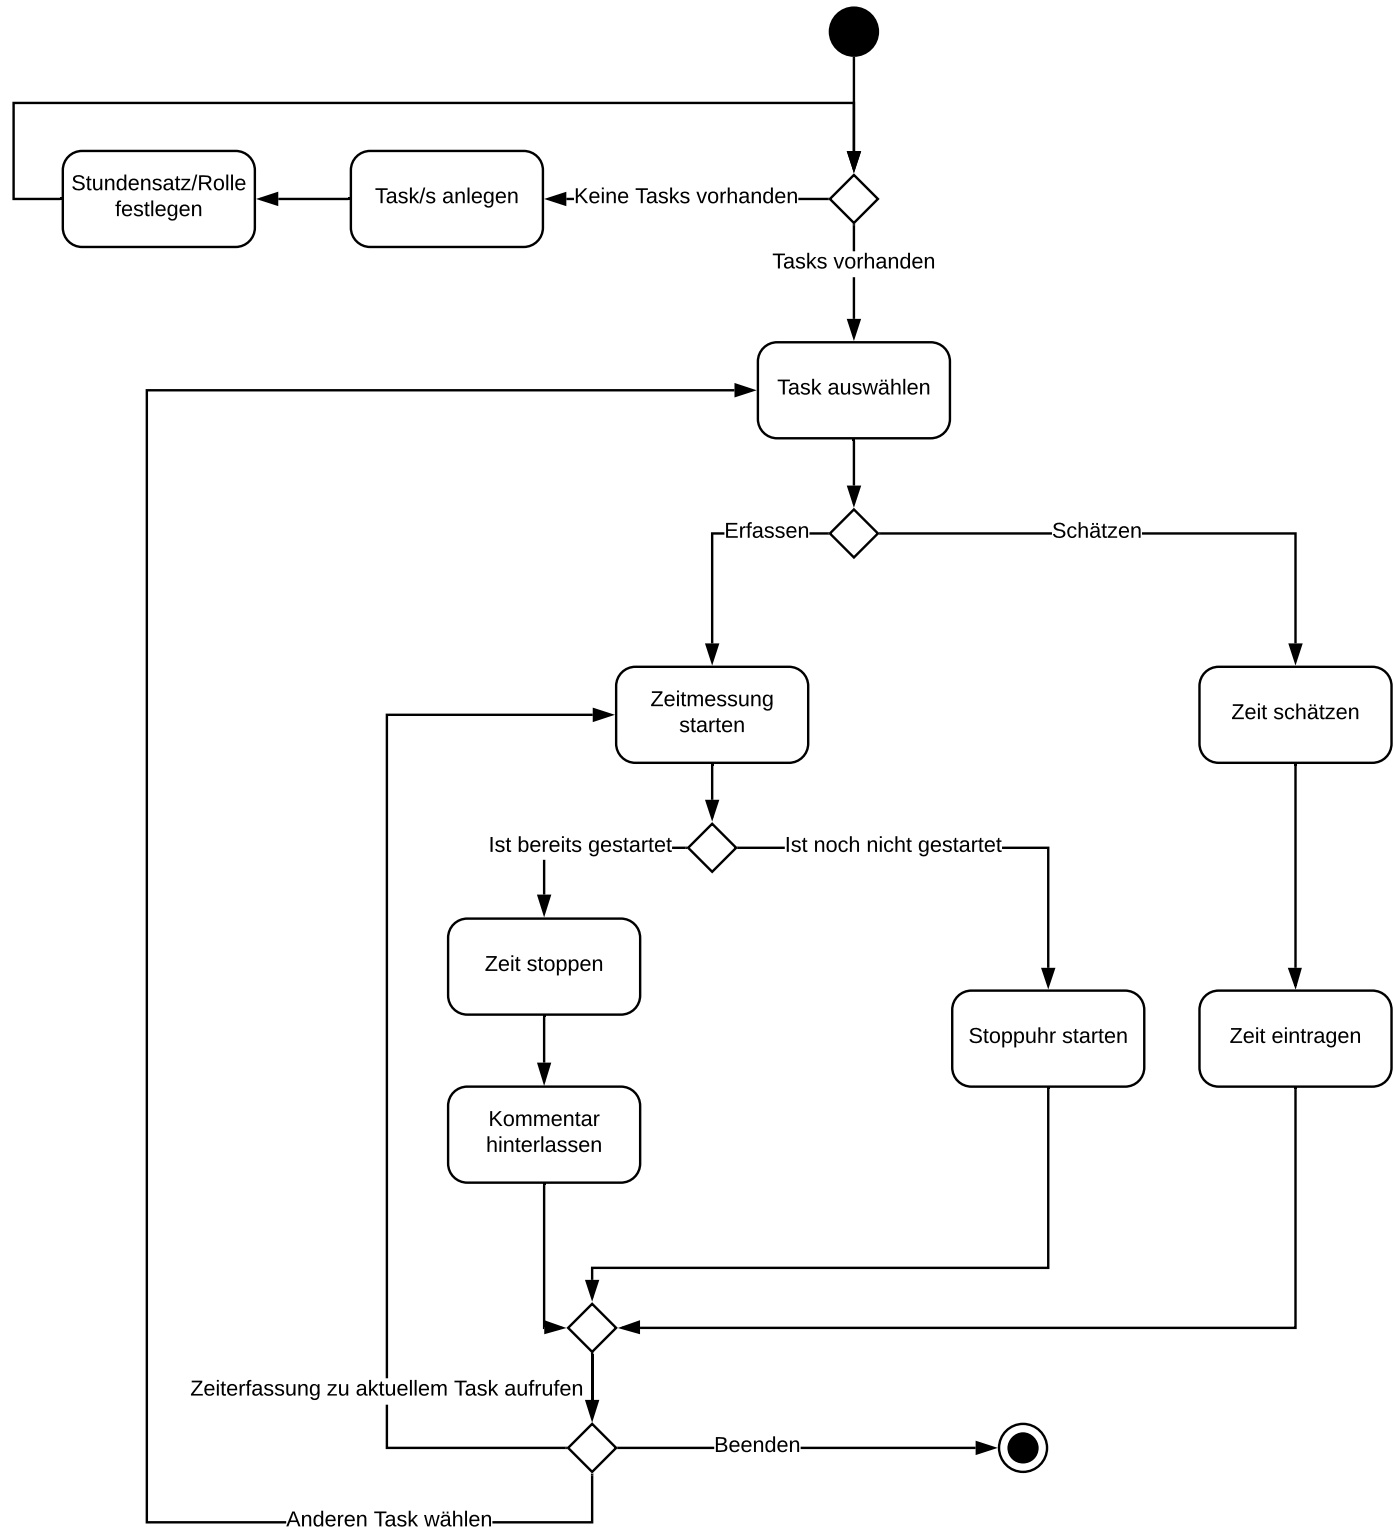 Stundensatz/Rolle
festlegen
Task/s anlegen
Keine Tasks vorhanden
Tasks vorhanden
Task auswählen
Erfassen
Schätzen
Zeitmessung
starten
Zeit schätzen
Ist bereits gestartet
Ist noch nicht gestartet
Zeit stoppen
Stoppuhr starten
Zeit eintragen
Kommentar
hinterlassen
Zeiterfassung zu aktuellem Task aufrufen
Beenden
Anderen Task wählen